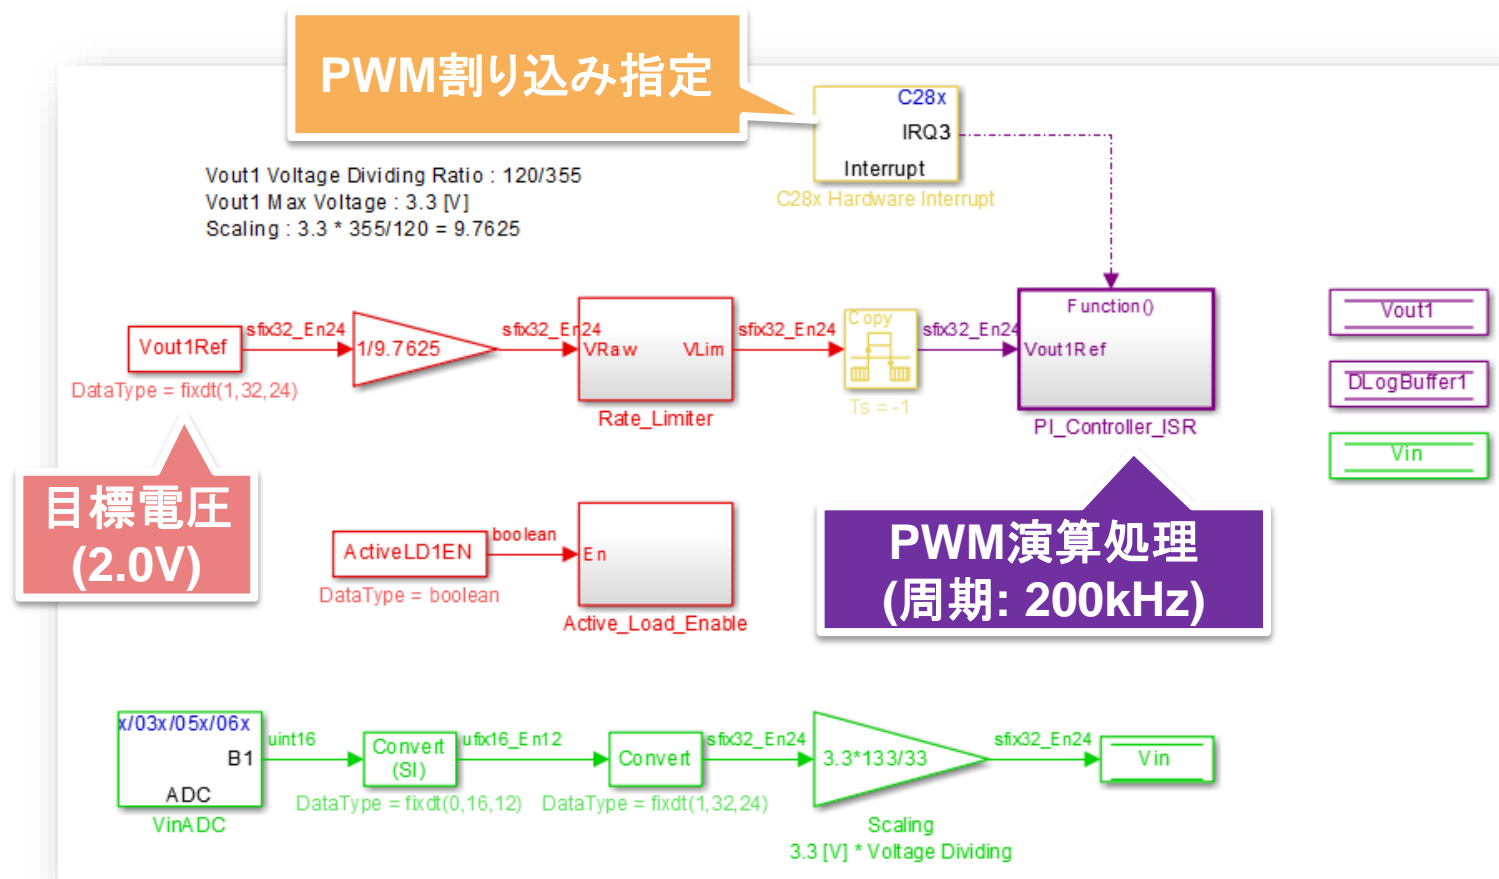 PWM割り込み指定
C28x
IRQ3
Interrupt
C28x Hardware Interrupt
Vout1 Voltage Dividing Ratio : 120/355
Vout1 Max Voltage : 3.3 [V]
Scaling : 3.3 * 355/120 = 9.7625
Vout1Ref
DataType = fixdt(1,32,24)
sfix32_En24
1/9.7625
sfix32_En24
VRaw
VLim
Rate_Limiter
sfix32_En24
Copy
Ts = -1
sfix32_En24
Function()
Vout1Ref
PI_Controller_ISR
Vout1
DLogBuffer1
Vin
目標電圧
(2.0V)
ActiveLD1EN
DataType = boolean
boolean
En
Active_Load_Enable
PWM演算処理
(周期: 200kHz)
x/03x/05x/06x
B1
ADC
VinADC
uint16
Convert
(SI)
DataType = fixdt(0,16,12)
ufix16_En12
Convert
DataType = fixdt(1,32,24)
sfix32_En24
3.3*133/33
Scaling
3.3 [V] * Voltage Dividing
sfix32_En24
Vin